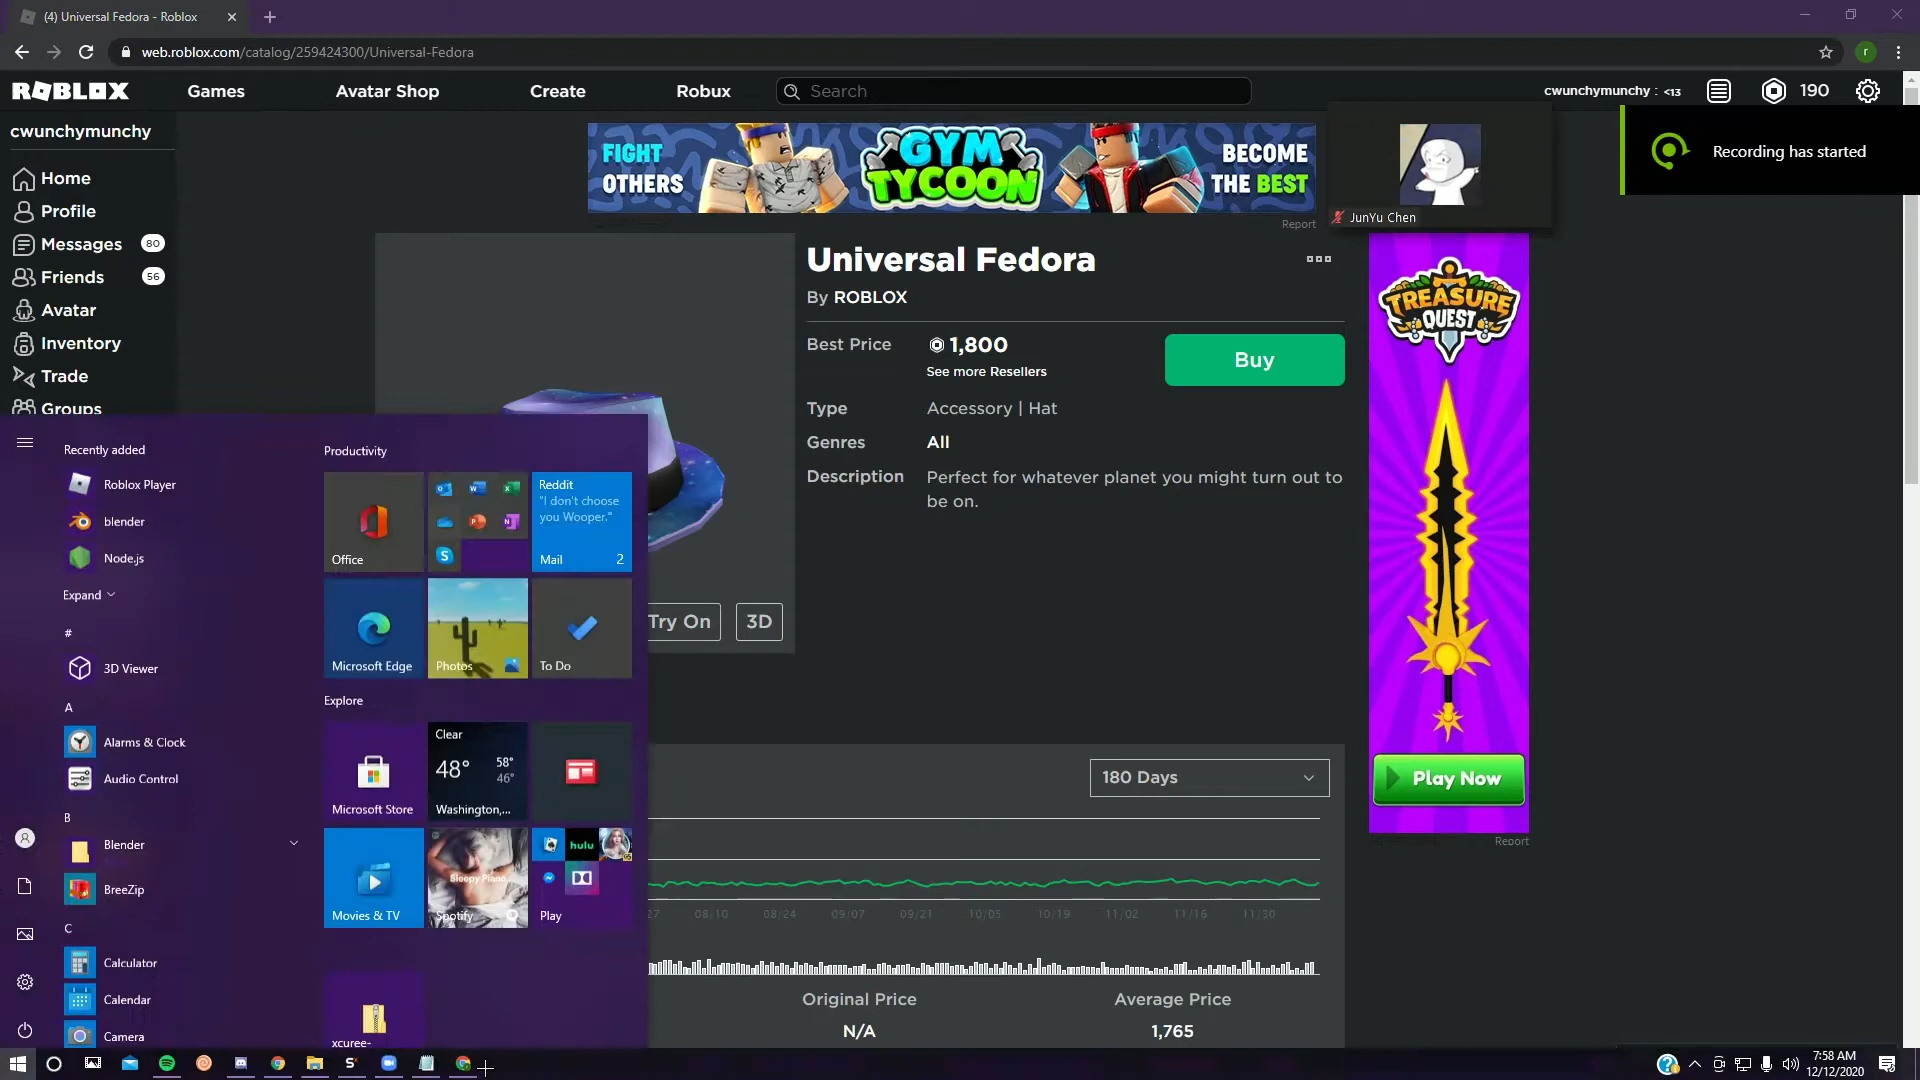 (4) Universal Fedora - Roblox
web.roblox.com/catalog/259424300/Universal-Fedora
r
ROBLOX
Games
Avatar Shop
Create
Robux
Search
cwunchymunchy : <13
190
cwunchymunchy
Home
Profile
Messages 80
Friends 56
Avatar
Inventory
Trade
Groups
FIGHT
OTHERS
GYM
TYCOON
BECOME
THE BEST
Report
JunYu Chen
Recording has started
Universal Fedora
By ROBLOX
Best Price 1,800
See more Resellers
Buy
Type Accessory | Hat
Genres All
Description Perfect for whatever planet you might turn out to
be on.
Try On
3D
TREASURE
QUEST
Play Now
Report
180 Days
27 08/10 08/24 09/07 09/21 10/05 10/19 11/02 11/16 11/30
Original Price
N/A
Average Price
1,765
Recently added
Roblox Player
blender
Node.js
Expand
#
3D Viewer
A
Alarms & Clock
Audio Control
B
Blender
BreeZip
C
Calculator
Calendar
Camera
Productivity
Office
Reddit
"I don't choose
you Wooper."
Mail 2
Microsoft Edge
Photos
To Do
Explore
Microsoft Store
Clear
48° 58°
46°
Washington,...
Movies & TV
Sleepy Piano
Spotify
hulu
Play
xcuree-
7:58 AM
12/12/2020